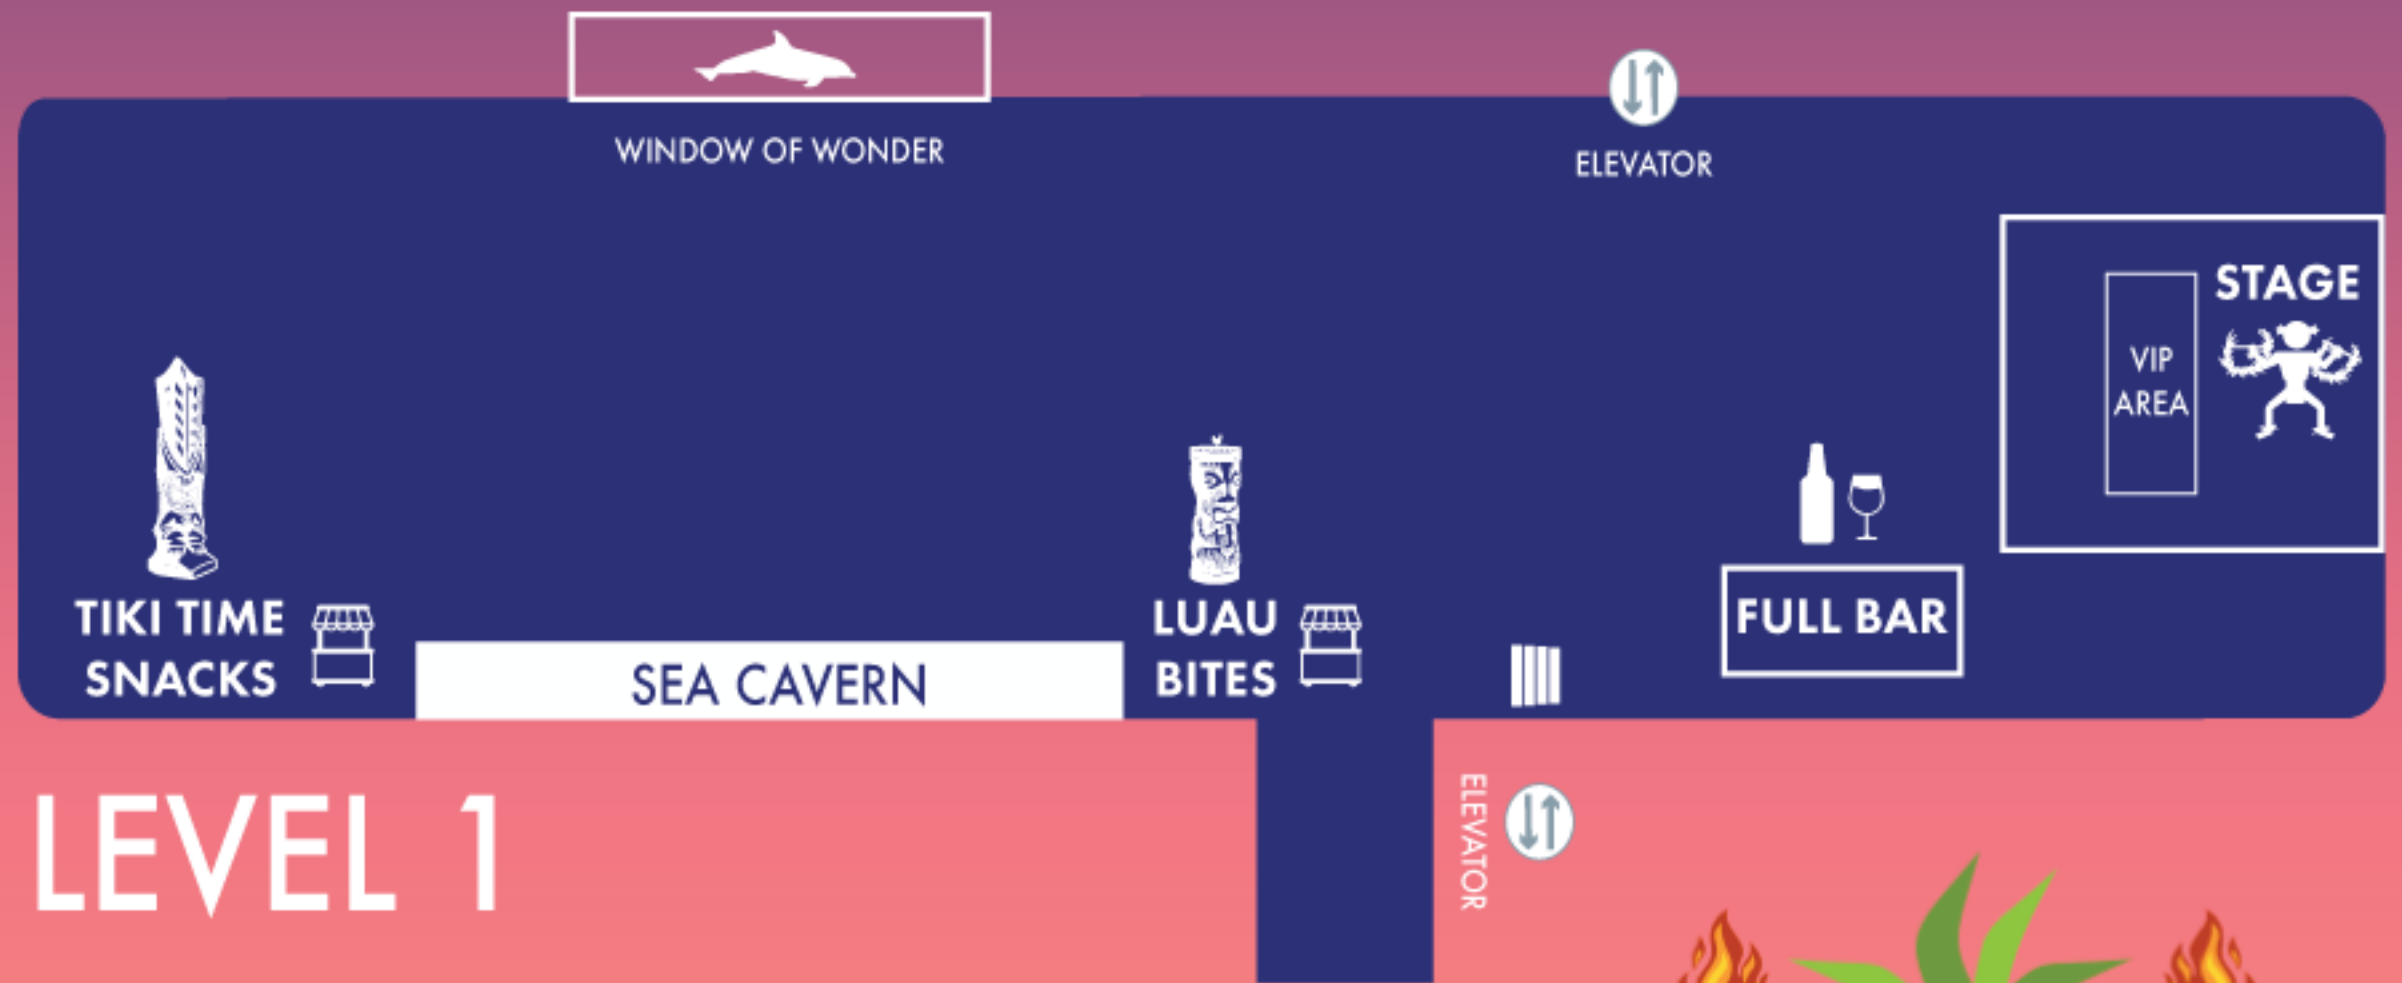 WINDOW OF WONDER
ELEVATOR
STAGE
VIP
AREA
TIKI TIME
SNACKS
SEA CAVERN
LUAU
BITES
FULL BAR
LEVEL 1
ELEVATOR